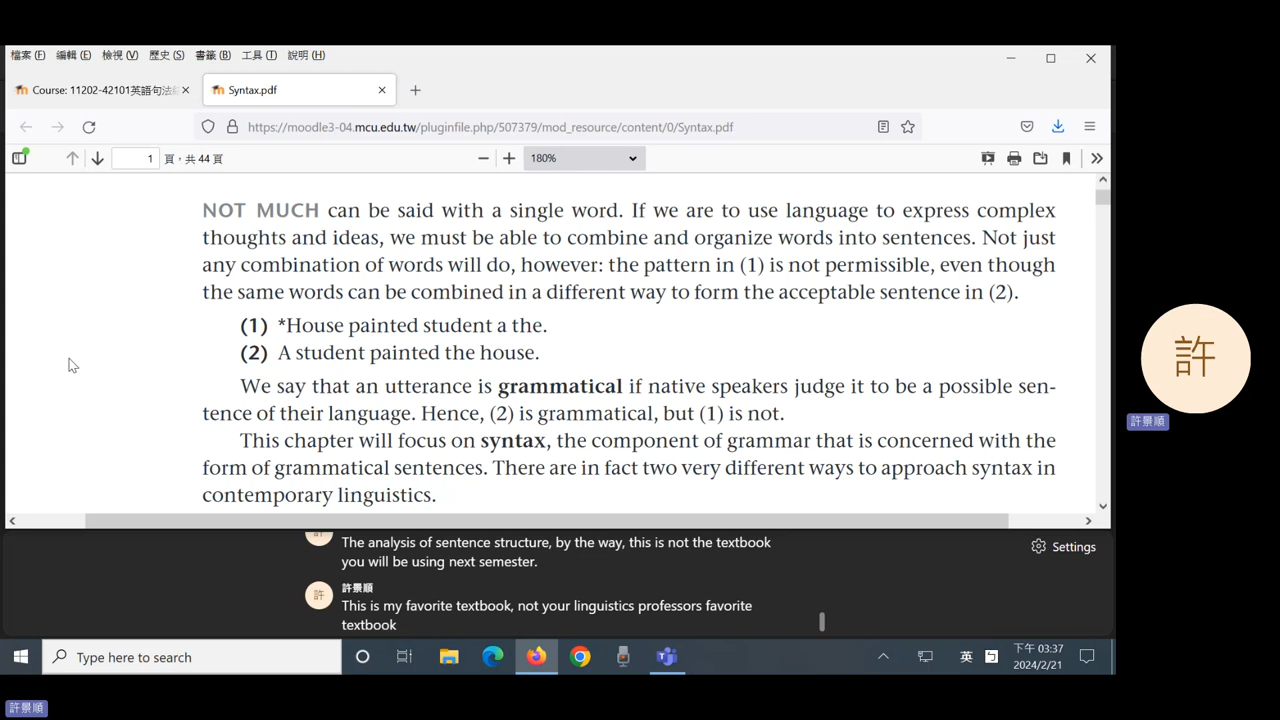 檔案 (F) 編輯 (E) 檢視 (V) 歷史 (S) 書籤 (B) 工具 (T) 說明 (H)
Course: 11202-42101英語句法
Syntax.pdf
https://moodle3-04.mcu.edu.tw/pluginfile.php/507379/mod_resource/content/0/Syntax.pdf
1 頁，共 44 頁
180%
NOT MUCH can be said with a single word. If we are to use language to express complex
thoughts and ideas, we must be able to combine and organize words into sentences. Not just
any combination of words will do, however: the pattern in (1) is not permissible, even though
the same words can be combined in a different way to form the acceptable sentence in (2).
(1) *House painted student a the.
(2) A student painted the house.
We say that an utterance is grammatical if native speakers judge it to be a possible sen-
tence of their language. Hence, (2) is grammatical, but (1) is not.
This chapter will focus on syntax, the component of grammar that is concerned with the
form of grammatical sentences. There are in fact two very different ways to approach syntax in
contemporary linguistics.
許
許景順
許
The analysis of sentence structure, by the way, this is not the textbook
you will be using next semester.
Settings
許
許景順
This is my favorite textbook, not your linguistics professors favorite
textbook
Type here to search
英
下午 03:37
2024/2/21
許景順